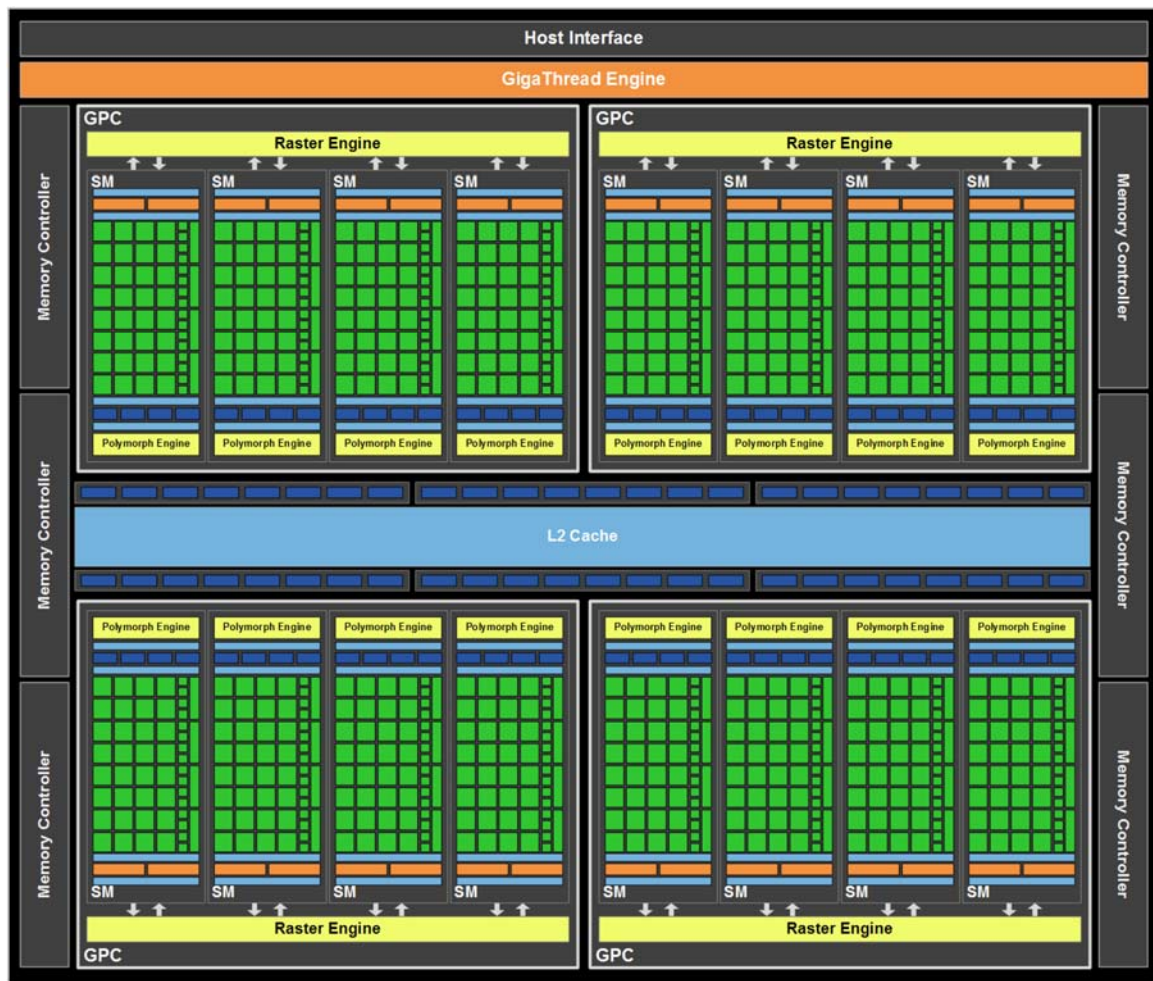 Host Interface
GigaThread Engine
Memory Controller
GPC
Raster Engine
SM SM SM SM
Polymorph Engine Polymorph Engine Polymorph Engine Polymorph Engine
GPC
Raster Engine
SM SM SM SM
Polymorph Engine Polymorph Engine Polymorph Engine Polymorph Engine
Memory Controller
Memory Controller
L2 Cache
Memory Controller
Memory Controller
Polymorph Engine Polymorph Engine Polymorph Engine Polymorph Engine
SM SM SM SM
Raster Engine
GPC
Polymorph Engine Polymorph Engine Polymorph Engine Polymorph Engine
SM SM SM SM
Raster Engine
GPC
Memory Controller